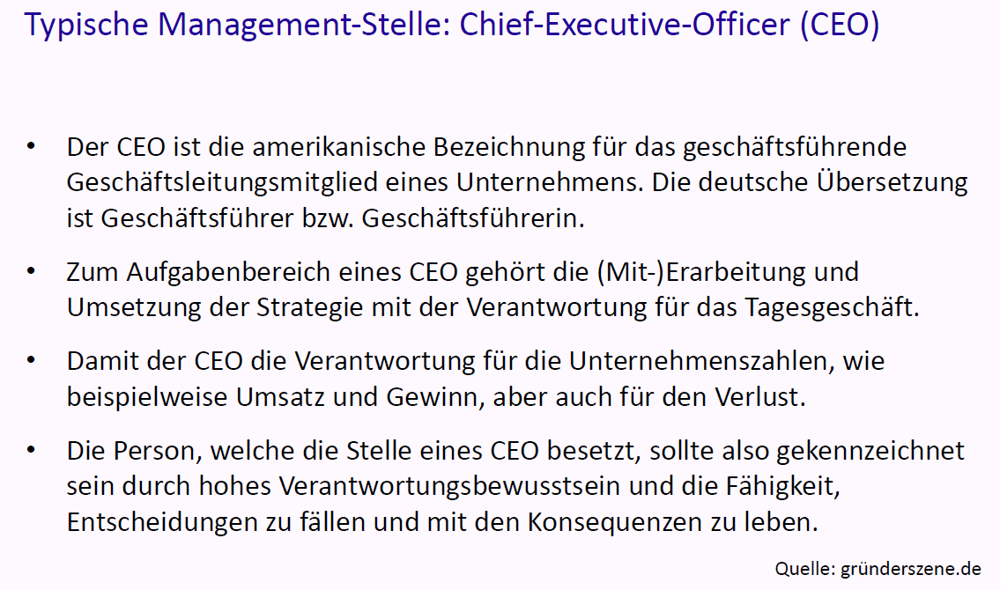 Typische Management-Stelle: Chief-Executive-Officer (CEO)
• Der CEO ist die amerikanische Bezeichnung für das geschäftsführende
Geschäftsleitungsmitglied eines Unternehmens. Die deutsche Übersetzung
ist Geschäftsführer bzw. Geschäftsführerin.
• Zum Aufgabenbereich eines CEO gehört die (Mit-)Erarbeitung und
Umsetzung der Strategie mit der Verantwortung für das Tagesgeschäft.
• Damit der CEO die Verantwortung für die Unternehmenszahlen, wie
beispielweise Umsatz und Gewinn, aber auch für den Verlust.
• Die Person, welche die Stelle eines CEO besetzt, sollte also gekennzeichnet
sein durch hohes Verantwortungsbewusstsein und die Fähigkeit,
Entscheidungen zu fällen und mit den Konsequenzen zu leben.
Quelle: gründerszene.de